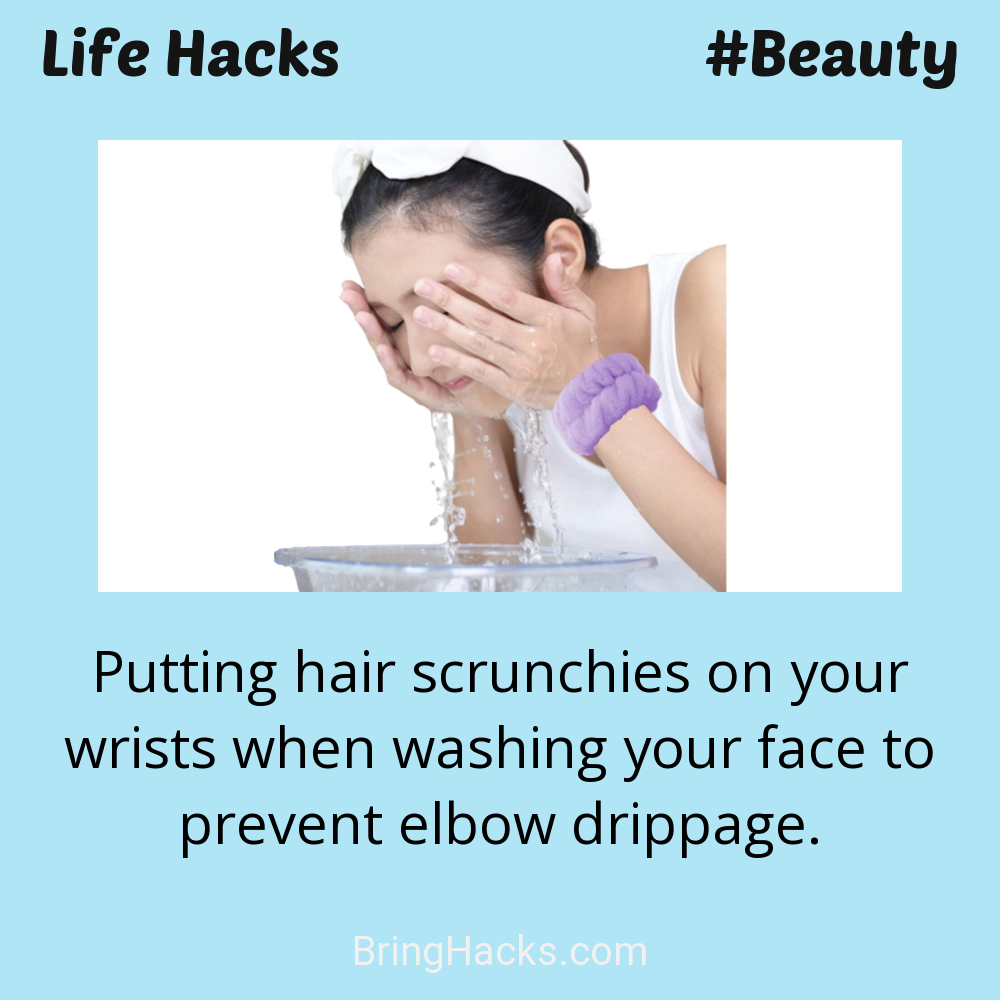 Life Hacks
#Beauty
Putting hair scrunchies on your
wrists when washing your face to
prevent elbow drippage.
BringHacks.com